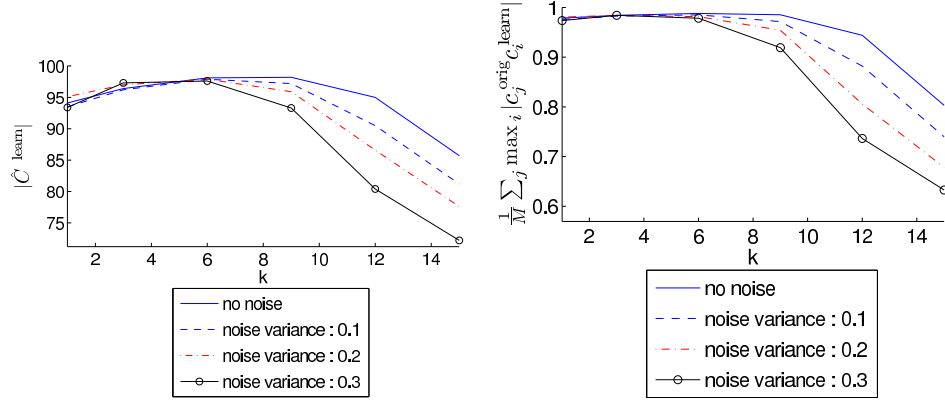 100
95
90
85
80
75
|Ĉ learn|
2 4 6 8 10 12 14
k
no noise
noise variance : 0.1
noise variance : 0.2
noise variance : 0.3
1
0.9
0.8
0.7
0.6
1/M ∑j max i |cj^orig ci^learn|
2 4 6 8 10 12 14
k
no noise
noise variance : 0.1
noise variance : 0.2
noise variance : 0.3